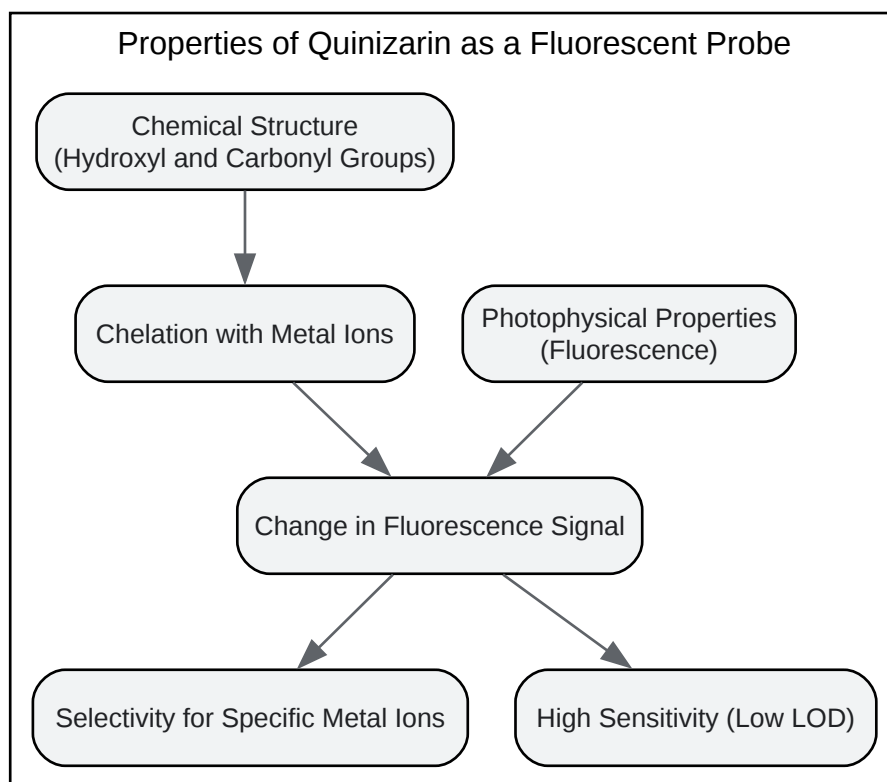 Properties of Quinizarin as a Fluorescent Probe
Chemical Structure
(Hydroxyl and Carbonyl Groups)
Chelation with Metal Ions
Photophysical Properties
(Fluorescence)
Change in Fluorescence Signal
Selectivity for Specific Metal Ions
High Sensitivity (Low LOD)